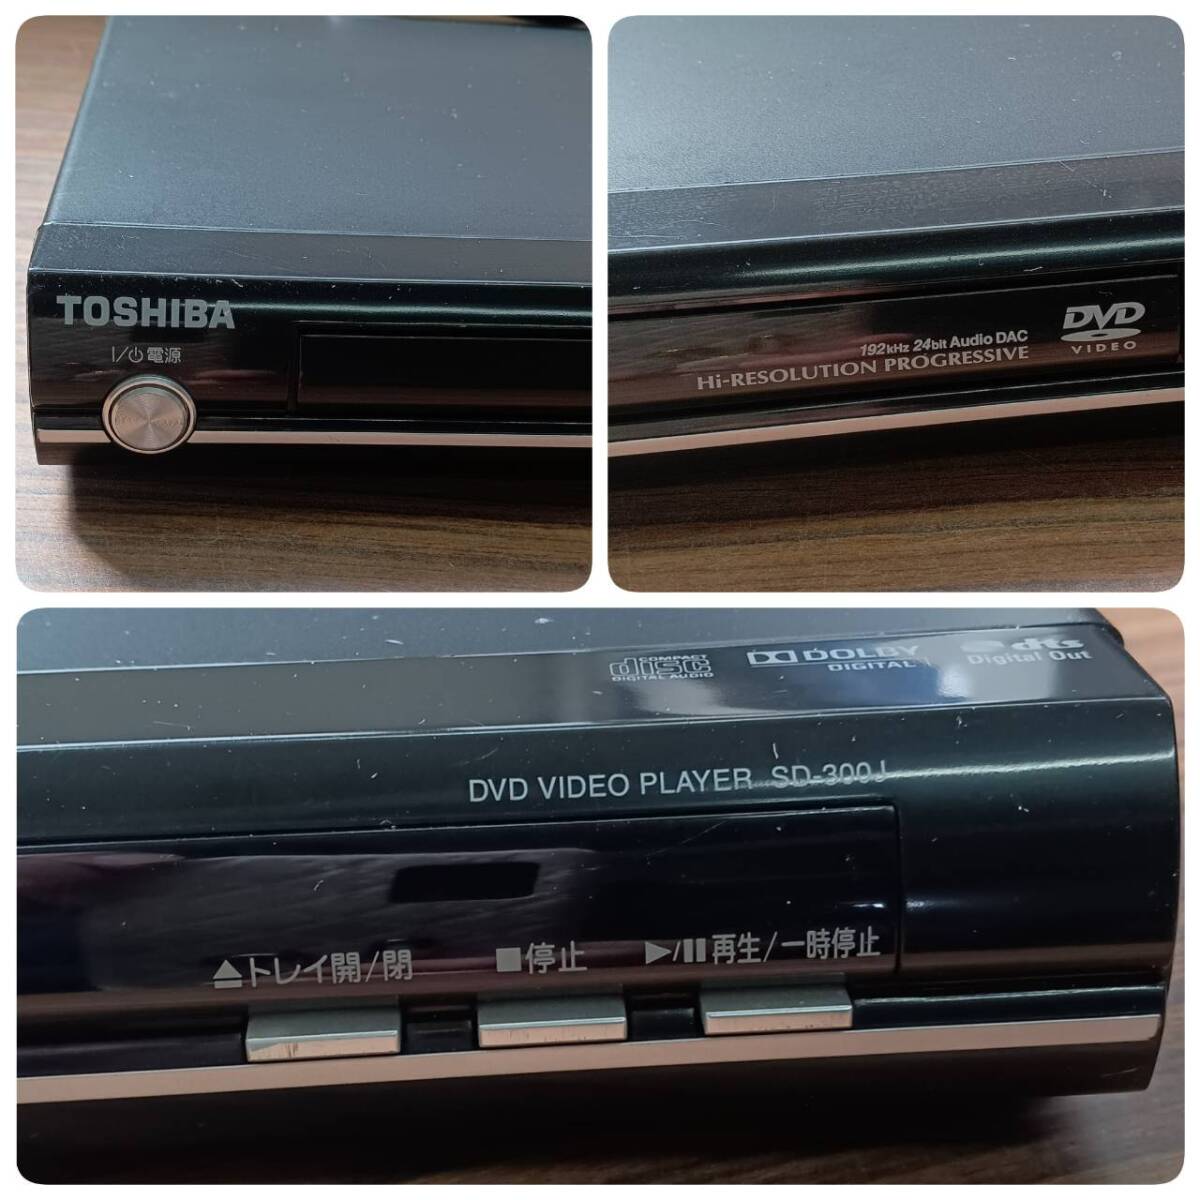 TOSHIBA
I/⏻電源
192kHz 24bit Audio DAC
Hi-RESOLUTION PROGRESSIVE
DVD
VIDEO
COMPACT
disc
DIGITAL AUDIO
DOLBY
DIGITAL
dts
Digital Out
DVD VIDEO PLAYER SD-300J
▲トレイ開/閉
■停止
▶/❚❚再生/一時停止